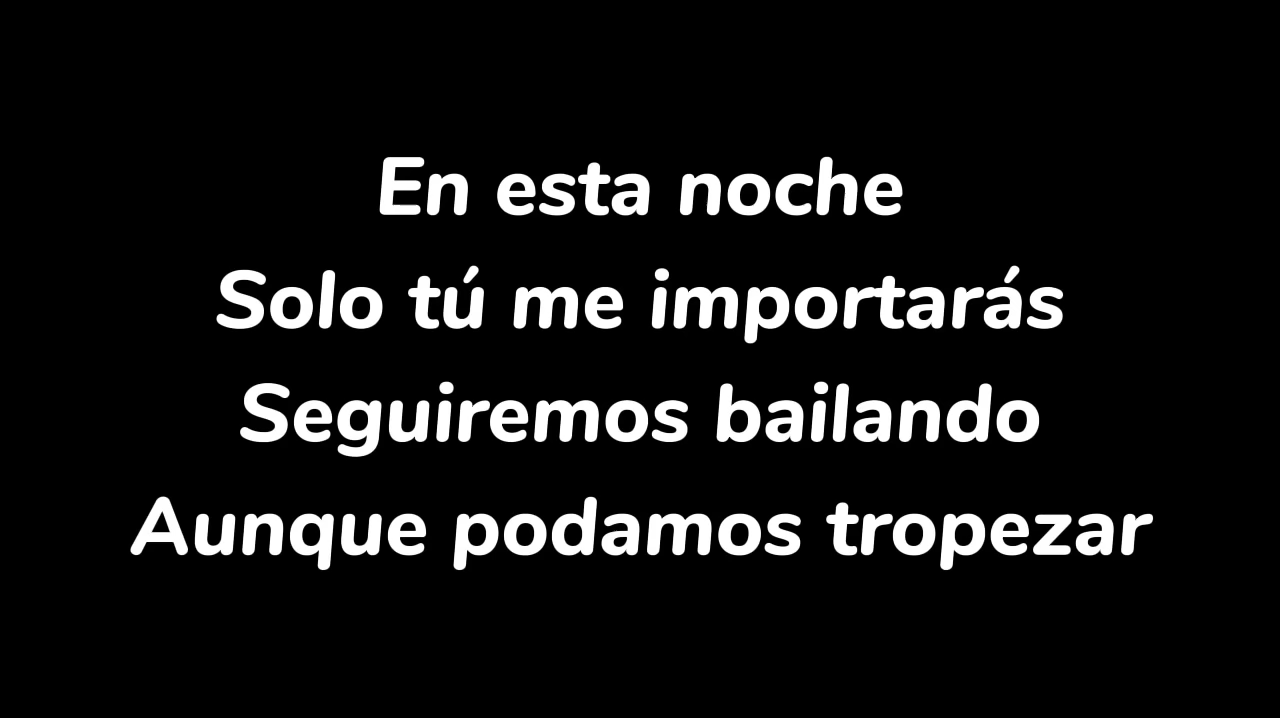 En esta noche
Solo tú me importarás
Seguiremos bailando
Aunque podamos tropezar